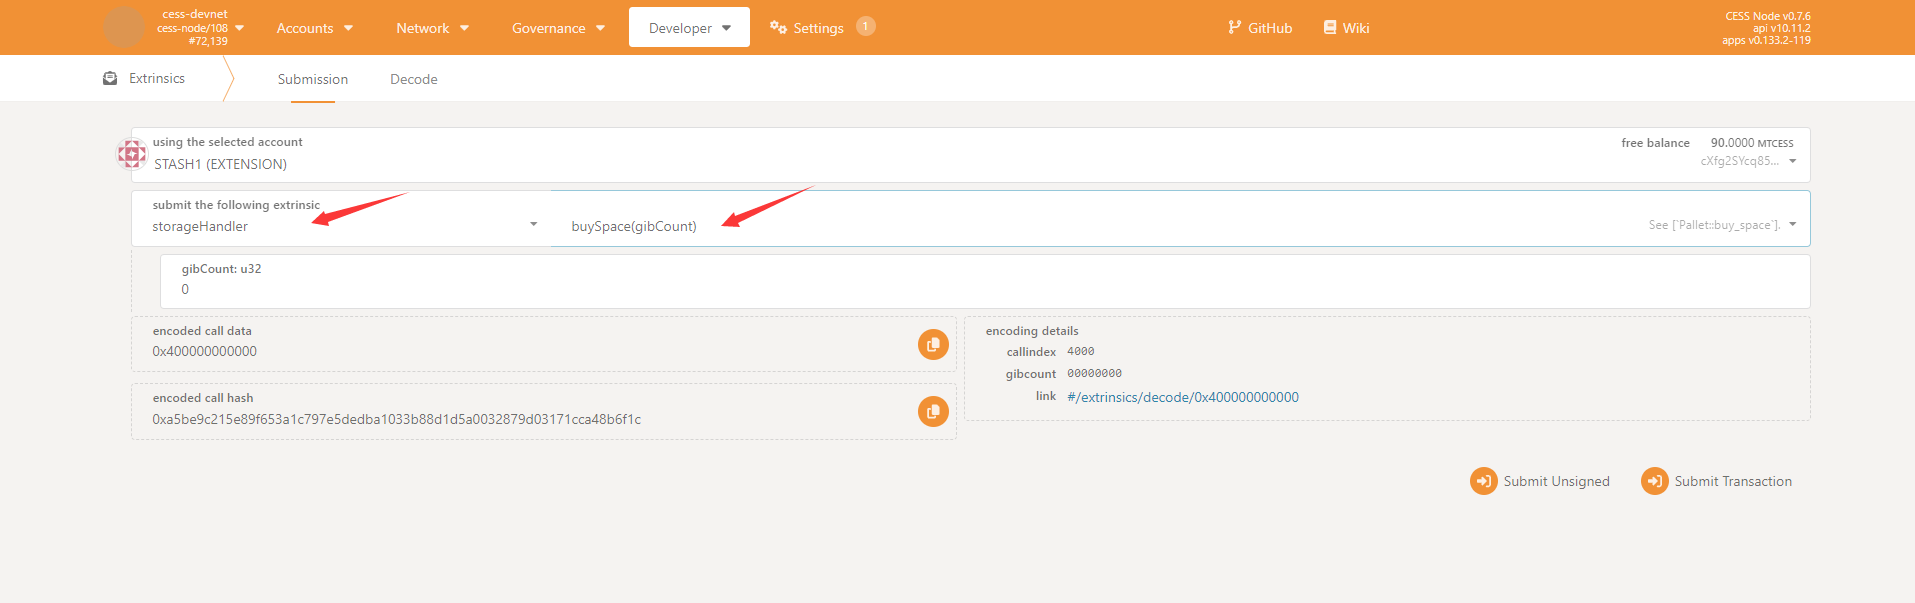 cess-devnet
cess-node/108
#72,139
Accounts
Network
Governance
Developer
Settings
1
GitHub
Wiki
CESS Node v0.7.6
api v10.11.2
apps v0.133.2-119
Extrinsics
Submission
Decode
using the selected account
STASH1 (EXTENSION)
free balance 90.0000 MTCESS
cXfg2SYcq85...
submit the following extrinsic
storageHandler
buySpace(gibCount)
See [`Pallet::buy_space`].
gibCount: u32
0
encoded call data
0x400000000000
encoding details
callindex 4000
gibcount 00000000
link #/extrinsics/decode/0x400000000000
encoded call hash
0xa5be9c215e89f653a1c797e5dedba1033b88d1d5a0032879d03171cca48b6f1c
Submit Unsigned
Submit Transaction